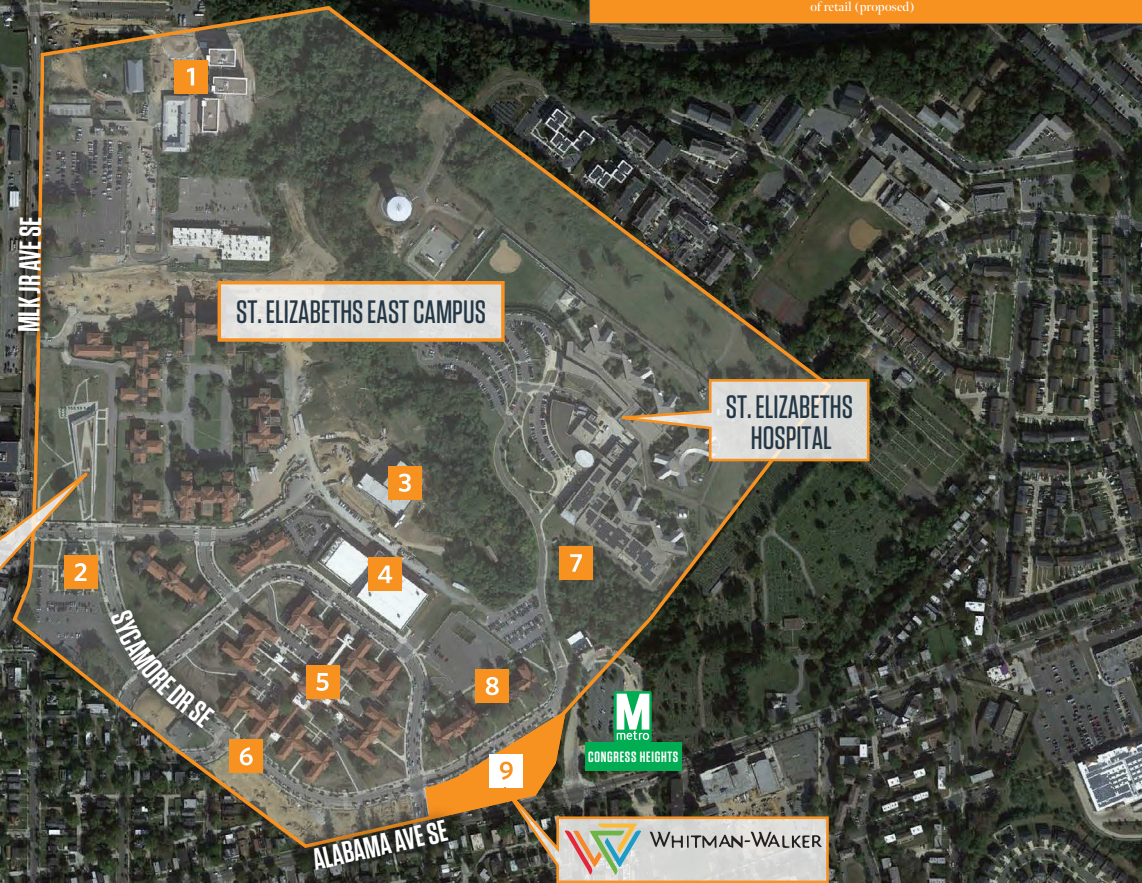 of retail (proposed)
1
MLK JR AVE SE
ST. ELIZABETHS EAST CAMPUS
ST. ELIZABETHS
HOSPITAL
3
2
4
7
SYCAMORE DR SE
5
8
6
M
metro
CONGRESS HEIGHTS
9
ALABAMA AVE SE
WHITMAN-WALKER